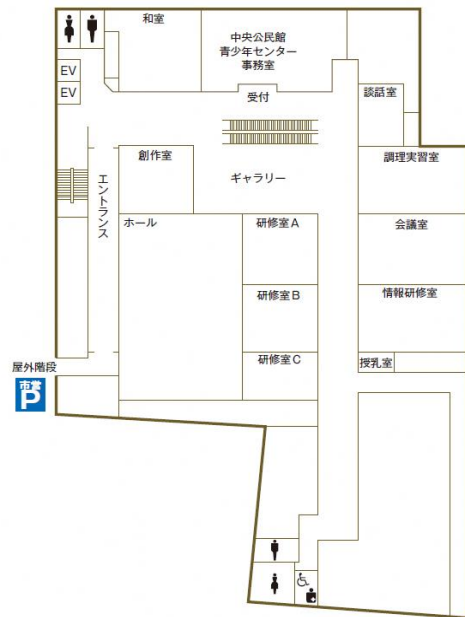 和室
中央公民館
青少年センター
事務室
EV
EV
受付
談話室
創作室
ギャラリー
調理実習室
エントランス
ホール
研修室A
会議室
研修室B
情報研修室
研修室C
授乳室
屋外階段
市営
P